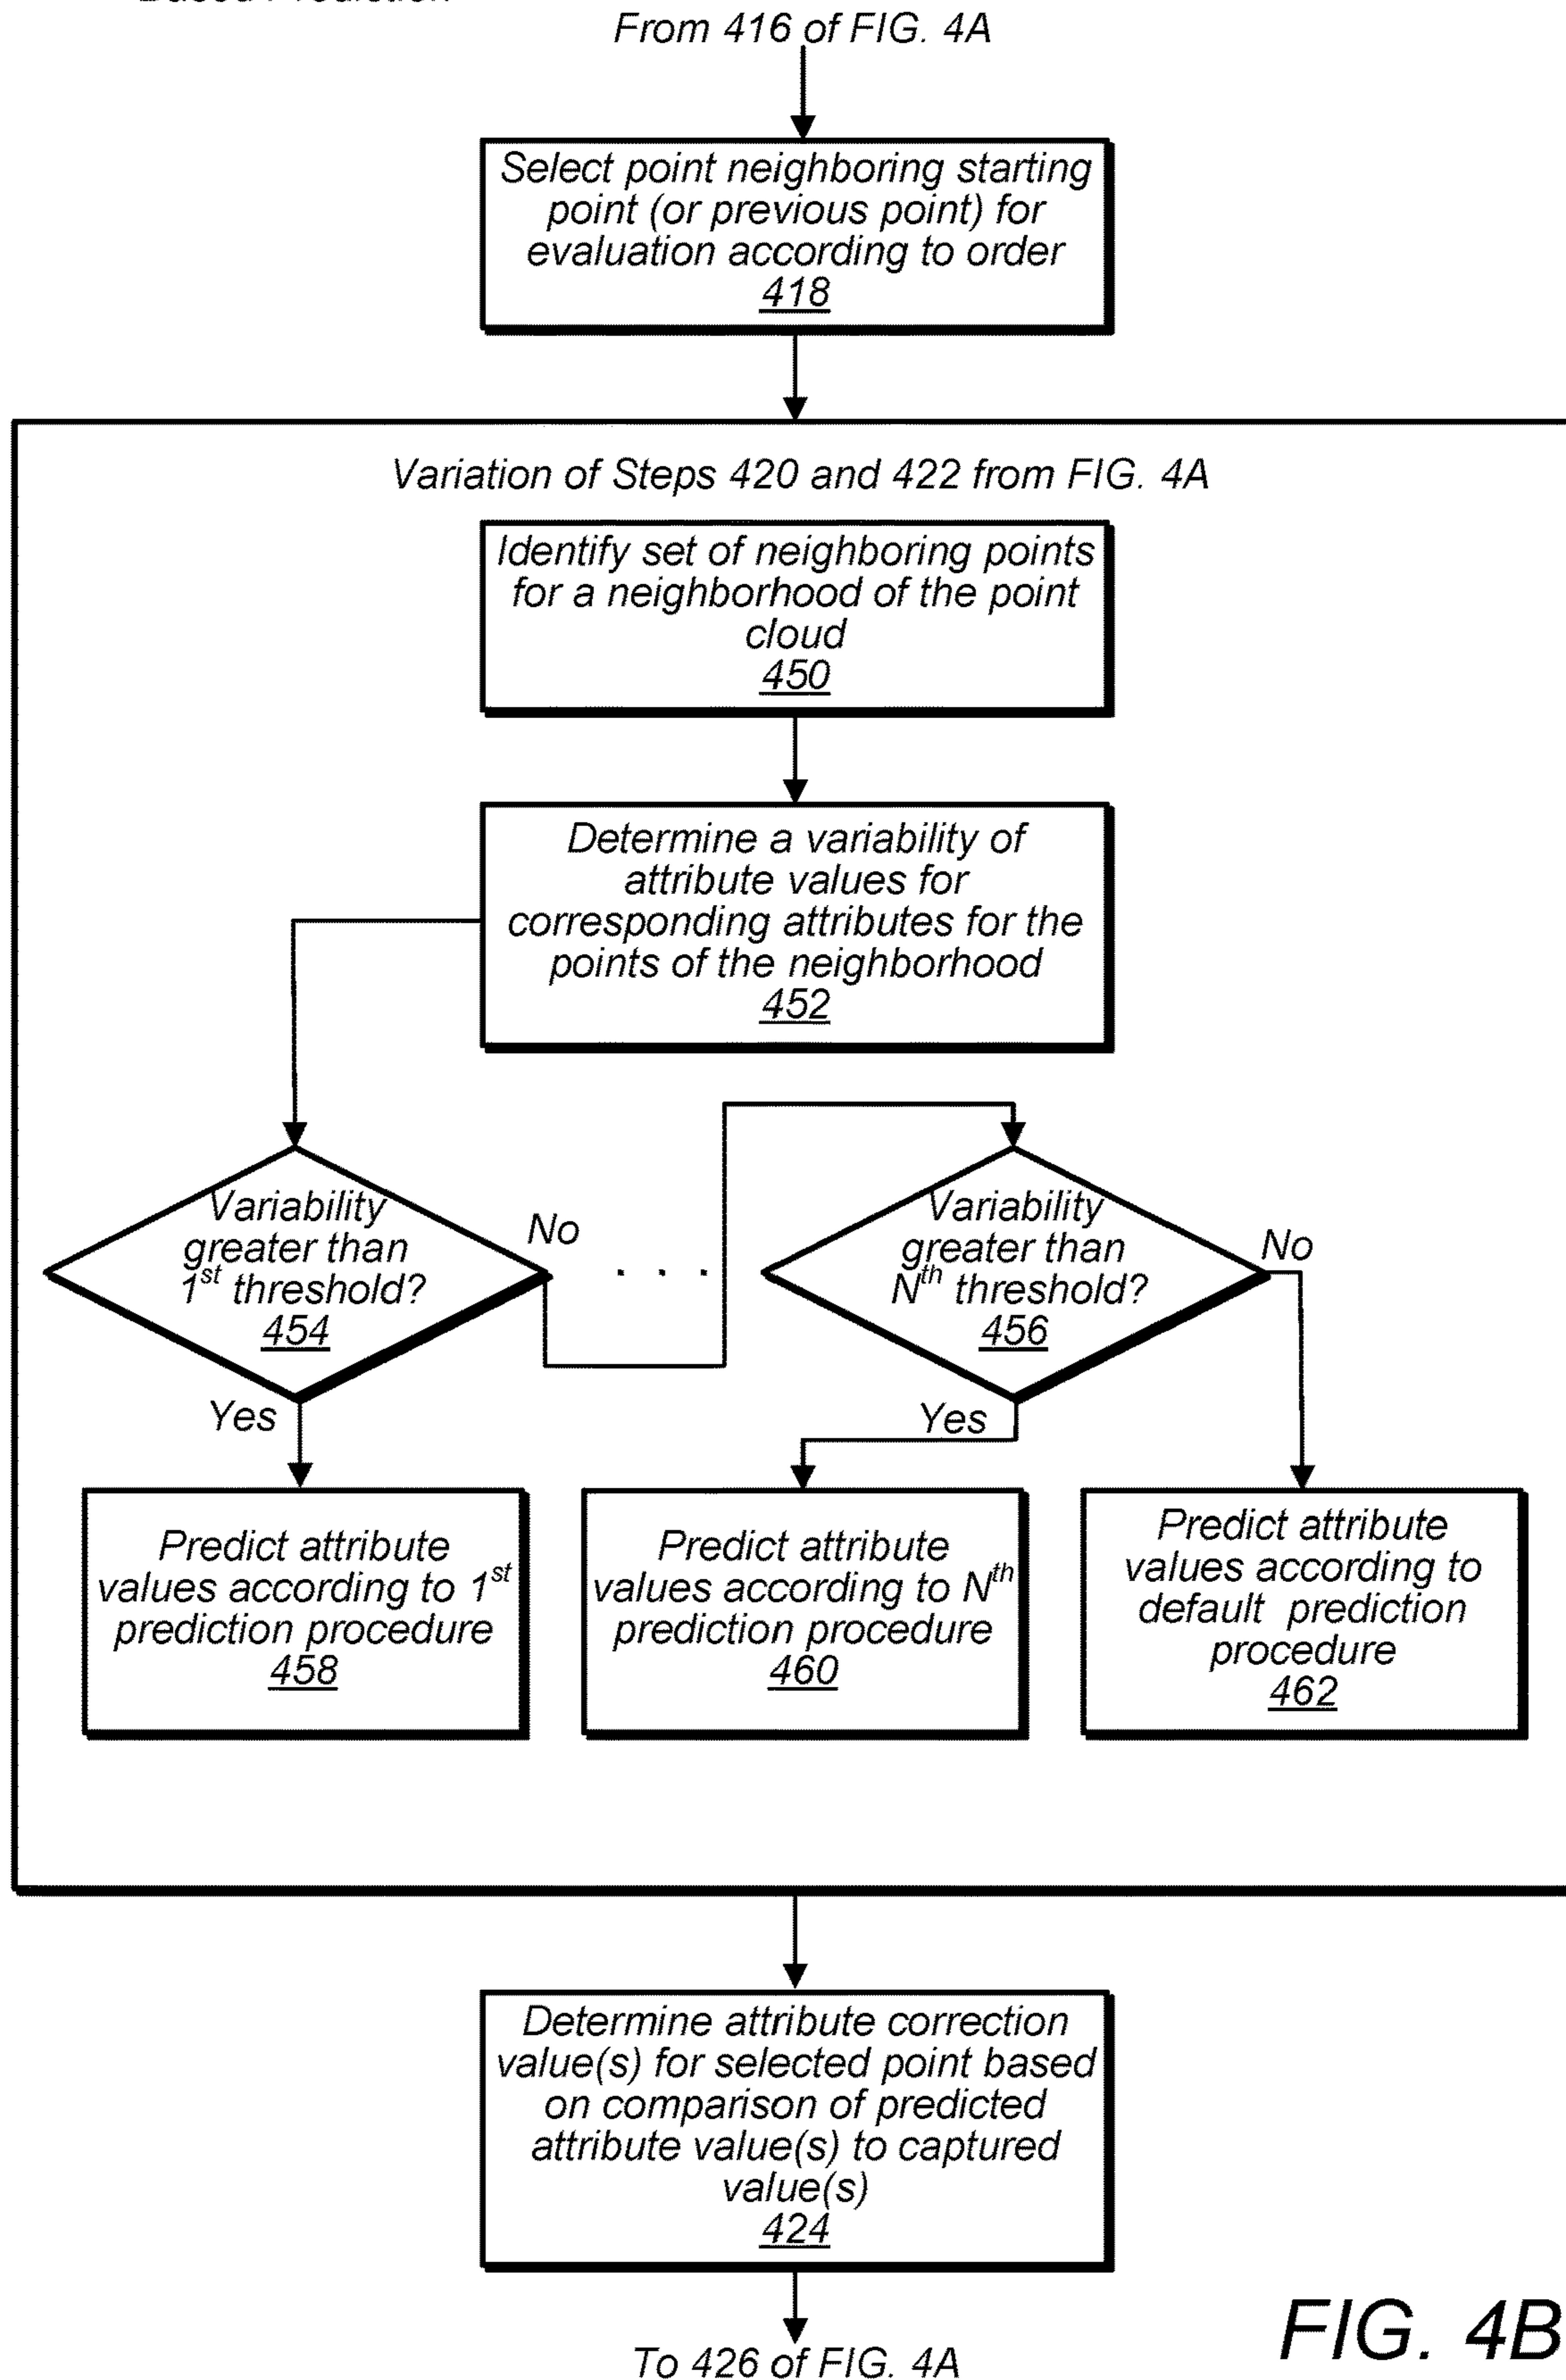 Based Prediction
From 416 of FIG. 4A
Select point neighboring starting
point (or previous point) for
evaluation according to order
418
Variation of Steps 420 and 422 from FIG. 4A
Identify set of neighboring points
for a neighborhood of the point
cloud
450
Determine a variability of
attribute values for
corresponding attributes for the
points of the neighborhood
452
Variability
greater than
1st threshold?
454
No
. . .
Variability
greater than
Nth threshold?
456
No
Yes
Yes
Predict attribute
values according to 1st
prediction procedure
458
Predict attribute
values according to Nth
prediction procedure
460
Predict attribute
values according to
default prediction
procedure
462
Determine attribute correction
value(s) for selected point based
on comparison of predicted
attribute value(s) to captured
value(s)
424
To 426 of FIG. 4A
FIG. 4B